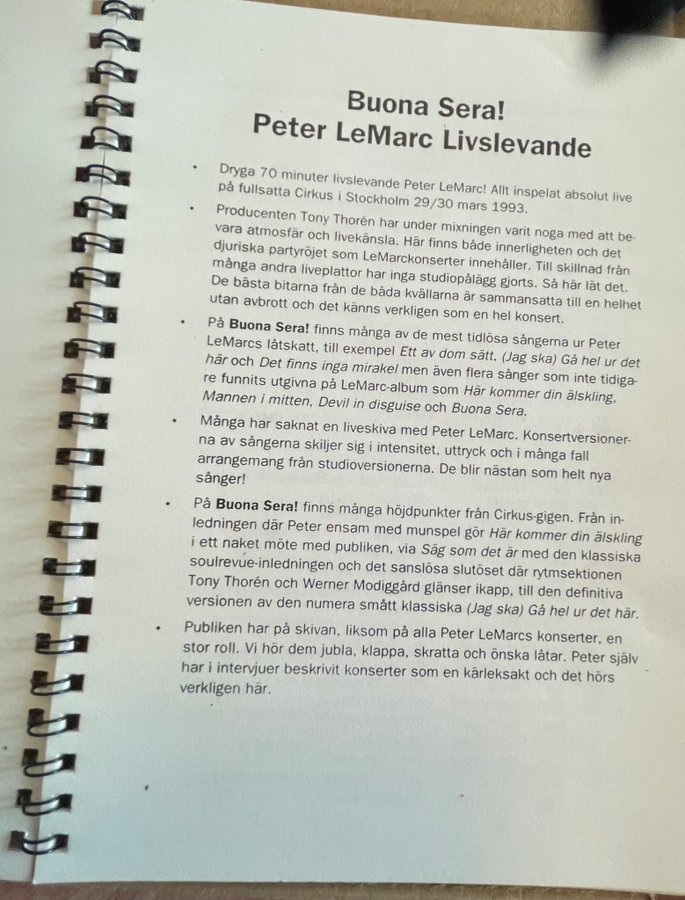 Buona Sera!
Peter LeMarc Livslevande
• Dryga 70 minuter livslevande Peter LeMarc! Allt inspelat absolut live
på fullsatta Cirkus i Stockholm 29/30 mars 1993.
• Producenten Tony Thorén har under mixningen varit noga med att be-
vara atmosfär och livekänsla. Här finns både innerligheten och det
djuriska partyröjet som LeMarckonserter innehåller. Till skillnad från
många andra liveplattor har inga studiopålägg gjorts. Så här lät det.
De bästa bitarna från de båda kvällarna är sammansatta till en helhet
utan avbrott och det känns verkligen som en hel konsert.
• På Buona Sera! finns många av de mest tidlösa sångerna ur Peter
LeMarcs låtskatt, till exempel Ett av dom sätt, (Jag ska) Gå hel ur det
här och Det finns inga mirakel men även flera sånger som inte tidiga-
re funnits utgivna på LeMarc-album som Här kommer din älskling,
Mannen i mitten, Devil in disguise och Buona Sera.
• Många har saknat en liveskiva med Peter LeMarc. Konsertversioner-
na av sångerna skiljer sig i intensitet, uttryck och i många fall
arrangemang från studioversionerna. De blir nästan som helt nya
sånger!
• På Buona Sera! finns många höjdpunkter från Cirkus-gigen. Från in-
ledningen där Peter ensam med munspel gör Här kommer din älskling
i ett naket möte med publiken, via Säg som det är med den klassiska
soulrevue-inledningen och det sanslösa slutöset där rytmsektionen
Tony Thorén och Werner Modiggård glänser ikapp, till den definitiva
versionen av den numera smått klassiska (Jag ska) Gå hel ur det här.
• Publiken har på skivan, liksom på alla Peter LeMarcs konserter, en
stor roll. Vi hör dem jubla, klappa, skratta och önska låtar. Peter själv
har i intervjuer beskrivit konserter som en kärleksakt och det hörs
verkligen här.